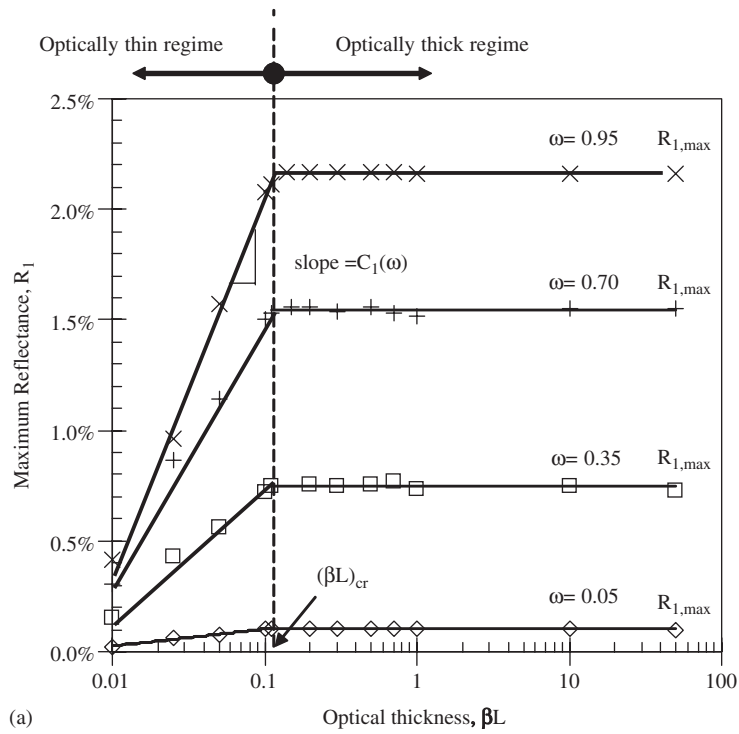 Optically thin regime
Optically thick regime
2.5%
2.0%
1.5%
1.0%
0.5%
0.0%
Maximum Reflectance, R1
ω= 0.95 R1,max
slope =C1(ω)
ω= 0.70 R1,max
ω= 0.35 R1,max
(βL)cr
ω= 0.05 R1,max
0.01 0.1 1 10 100
(a) Optical thickness, βL